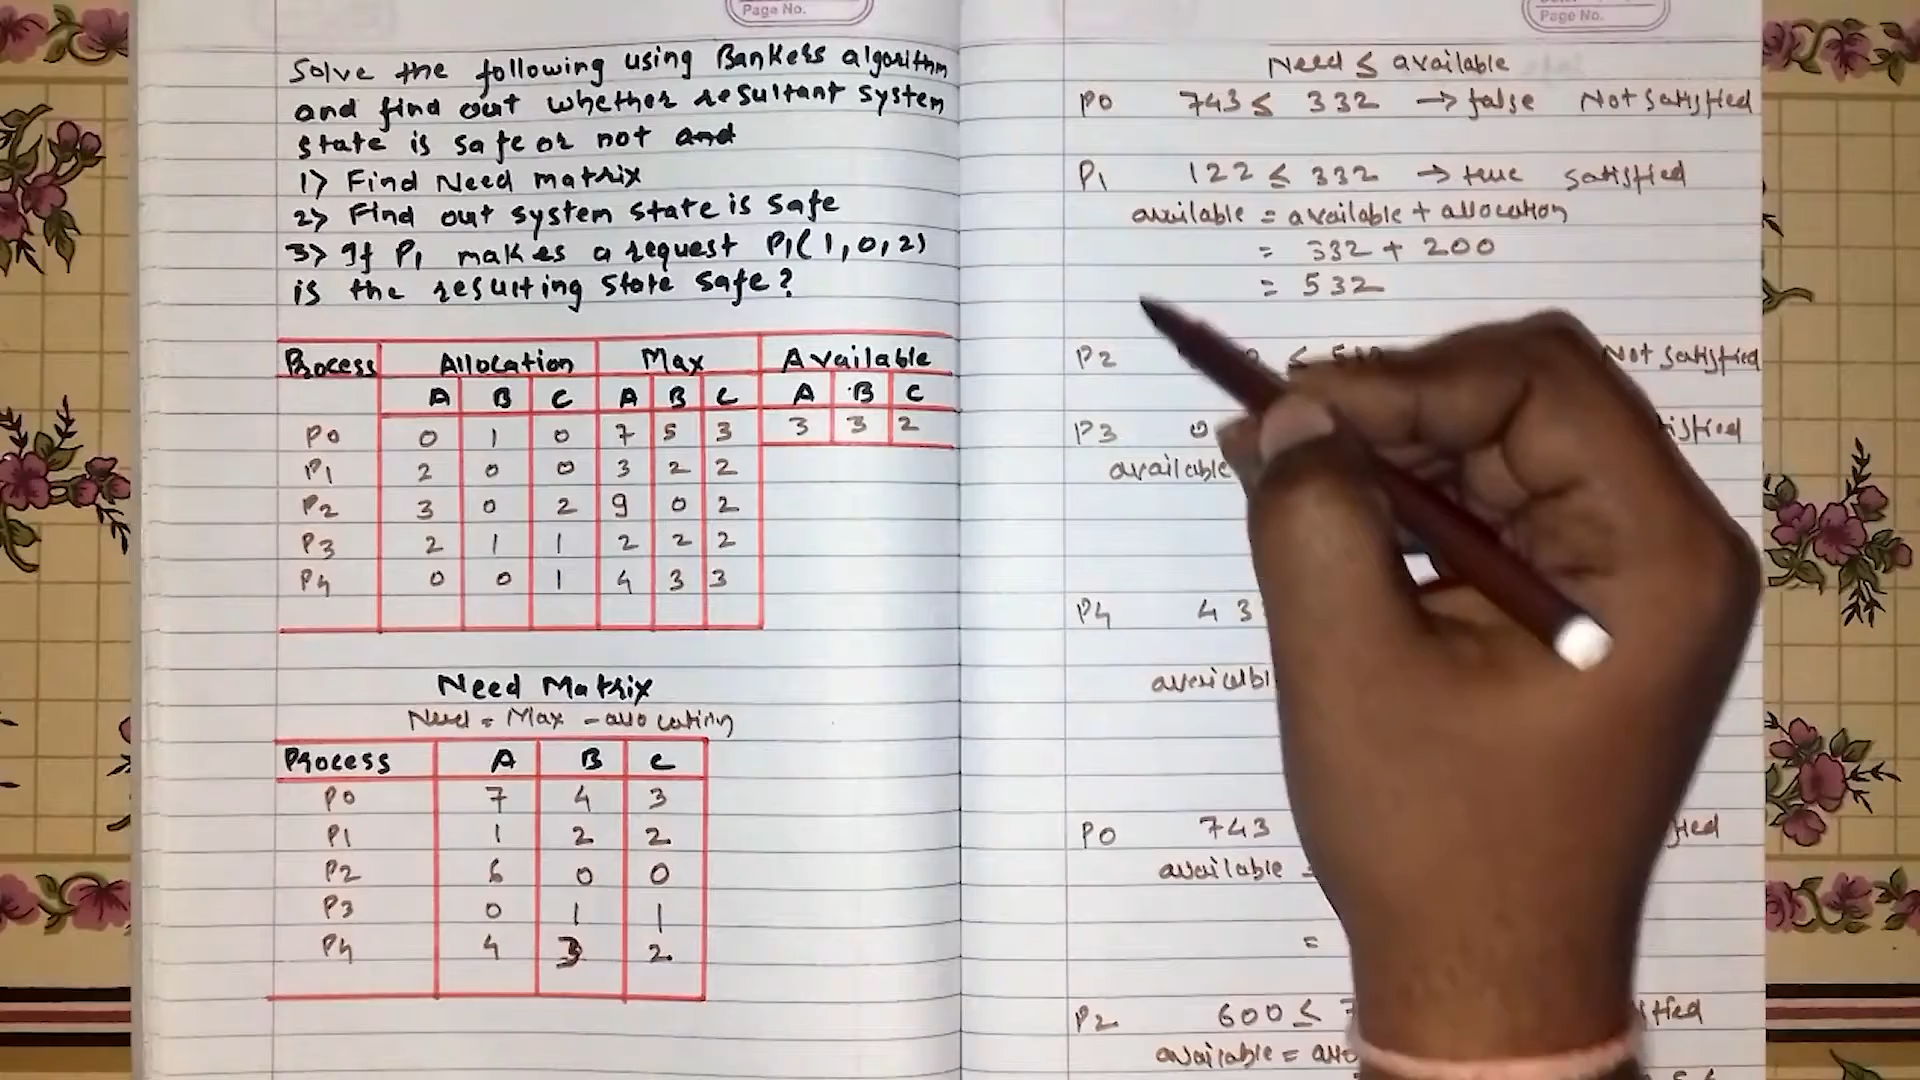 Page No.
Solve the following using Bankers algorithm
and find out whether resultant system
state is safe or not and
1) Find Need matrix
2) Find out system state is safe
3) If P1 makes a request P1(1,0,2)
is the resulting state safe?
Process Allocation Max Available
A B C A B C A B C
P0 0 1 0 7 5 3 3 3 2
P1 2 0 0 3 2 2
P2 3 0 2 9 0 2
P3 2 1 1 2 2 2
P4 0 0 1 4 3 3
Need Matrix
Need = Max - allocation
Process A B C
P0 7 4 3
P1 1 2 2
P2 6 0 0
P3 0 1 1
P4 4 3 2
Page No.
Need ≤ available
P0 743 ≤ 332 → false Not satisfied
P1 122 ≤ 332 → true satisfied
available = available + allocation
= 332 + 200
= 532
P2 ≤ Not satisfied
P3 0
available
P4 43
available
P0 743
available =
=
P2 600 ≤ 7
available =